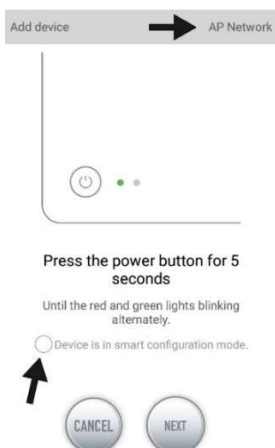 Add device AP Network
Press the power button for 5
seconds
Until the red and green lights blinking
alternately.
Device is in smart configuration mode.
CANCEL NEXT